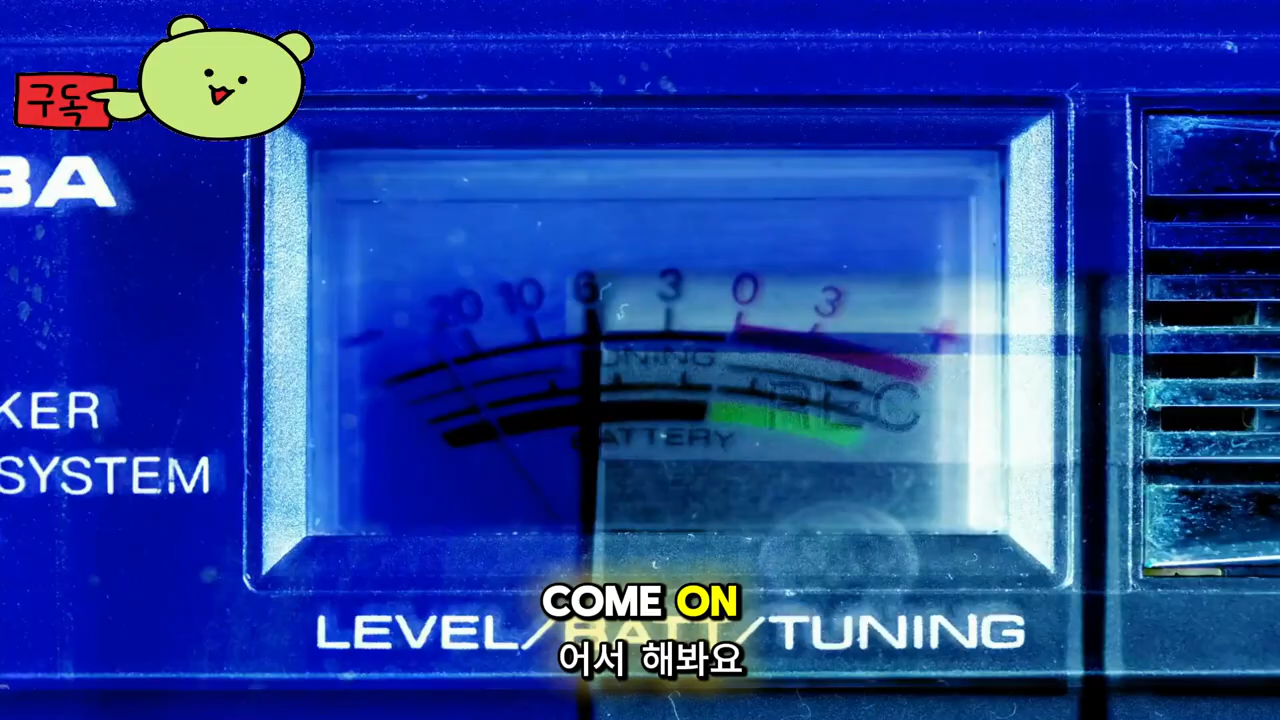 구독
BA
20 10 6 3 0 3
- +
TUNING
REC
BATTERY
KER
SYSTEM
COME ON
LEVEL/BATT/TUNING
어서 해봐요